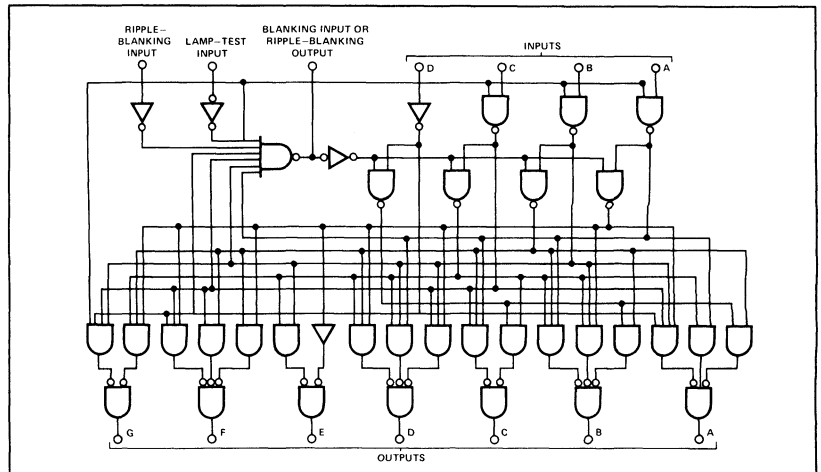 RIPPLE–
BLANKING
INPUT
LAMP–TEST
INPUT
BLANKING INPUT OR
RIPPLE–BLANKING
OUTPUT
INPUTS
D
C
B
A
G
F
E
D
C
B
A
OUTPUTS